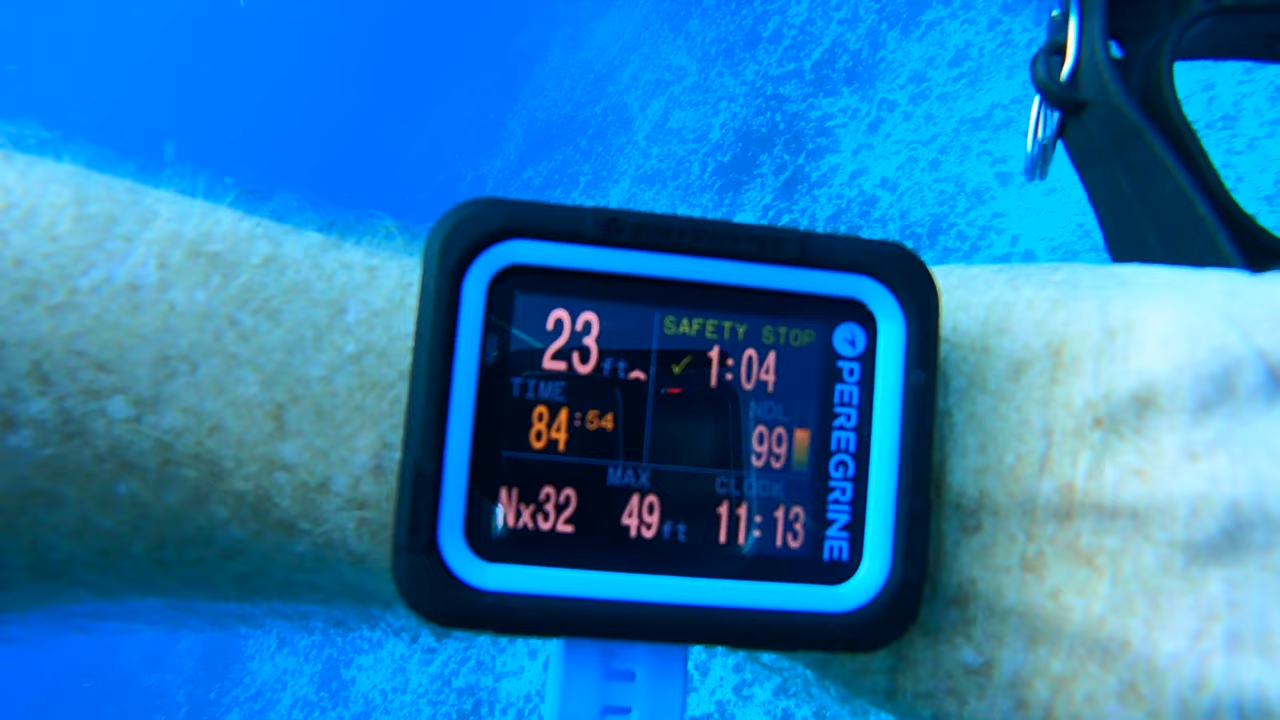 23 ft
SAFETY STOP
1:04
TIME
84:54
NDL
99
MAX
CLOCK
Nx32
49 ft
11:13
PEREGRINE